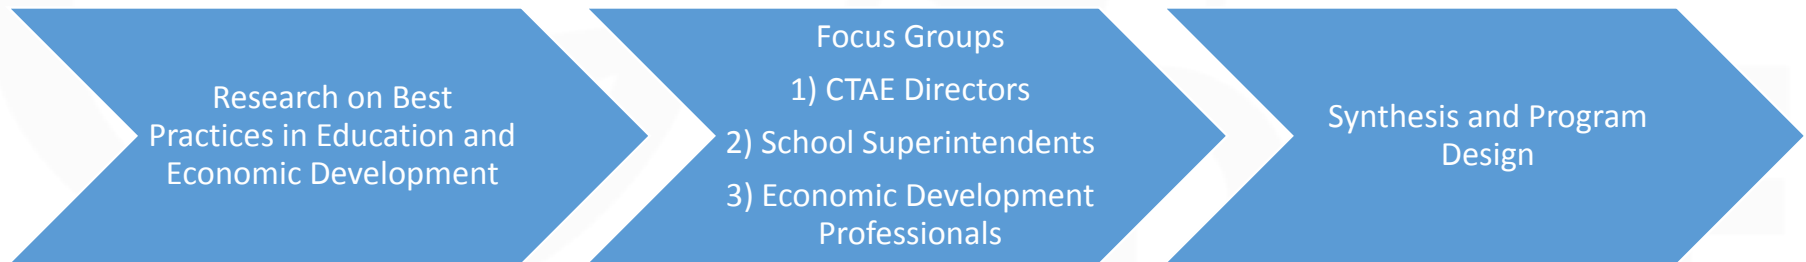 Research on Best
Practices in Education and
Economic Development
Focus Groups
1) CTAE Directors
2) School Superintendents
3) Economic Development
Professionals
Synthesis and Program
Design